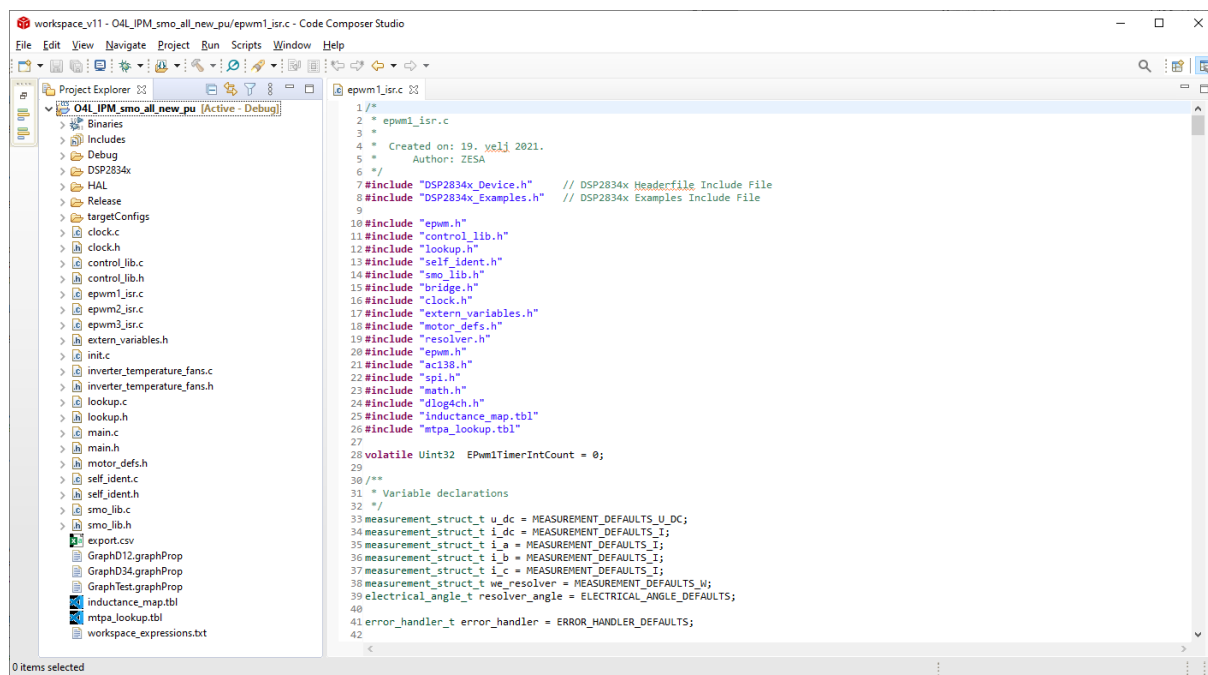 workspace_v11 - O4L_IPM_smo_all_new_pu/epwm1_isr.c - Code Composer Studio
File Edit View Navigate Project Run Scripts Window Help
Project Explorer
O4L_IPM_smo_all_new_pu [Active - Debug]
Binaries
Includes
Debug
DSP2834x
HAL
Release
targetConfigs
clock.c
clock.h
control_lib.c
control_lib.h
epwm1_isr.c
epwm2_isr.c
epwm3_isr.c
extern_variables.h
init.c
inverter_temperature_fans.c
inverter_temperature_fans.h
lookup.c
lookup.h
main.c
main.h
motor_defs.h
self_ident.c
self_ident.h
smo_lib.c
smo_lib.h
export.csv
GraphD12.graphProp
GraphD34.graphProp
GraphTest.graphProp
inductance_map.tbl
mtpa_lookup.tbl
workspace_expressions.txt
epwm1_isr.c
1 /*
2 * epwm1_isr.c
3 *
4 * Created on: 19. velj 2021.
5 * Author: ZESA
6 */
7 #include "DSP2834x_Device.h" // DSP2834x Headerfile Include File
8 #include "DSP2834x_Examples.h" // DSP2834x Examples Include File
9
10 #include "epwm.h"
11 #include "control_lib.h"
12 #include "lookup.h"
13 #include "self_ident.h"
14 #include "smo_lib.h"
15 #include "bridge.h"
16 #include "clock.h"
17 #include "extern_variables.h"
18 #include "motor_defs.h"
19 #include "resolver.h"
20 #include "epwm.h"
21 #include "ac138.h"
22 #include "spi.h"
23 #include "math.h"
24 #include "dlog4ch.h"
25 #include "inductance_map.tbl"
26 #include "mtpa_lookup.tbl"
27
28 volatile Uint32 EPwm1TimerIntCount = 0;
29
30 /**
31 * Variable declarations
32 */
33 measurement_struct_t u_dc = MEASUREMENT_DEFAULTS_U_DC;
34 measurement_struct_t i_dc = MEASUREMENT_DEFAULTS_I;
35 measurement_struct_t i_a = MEASUREMENT_DEFAULTS_I;
36 measurement_struct_t i_b = MEASUREMENT_DEFAULTS_I;
37 measurement_struct_t i_c = MEASUREMENT_DEFAULTS_I;
38 measurement_struct_t we_resolver = MEASUREMENT_DEFAULTS_W;
39 electrical_angle_t resolver_angle = ELECTRICAL_ANGLE_DEFAULTS;
40
41 error_handler_t error_handler = ERROR_HANDLER_DEFAULTS;
42
0 items selected